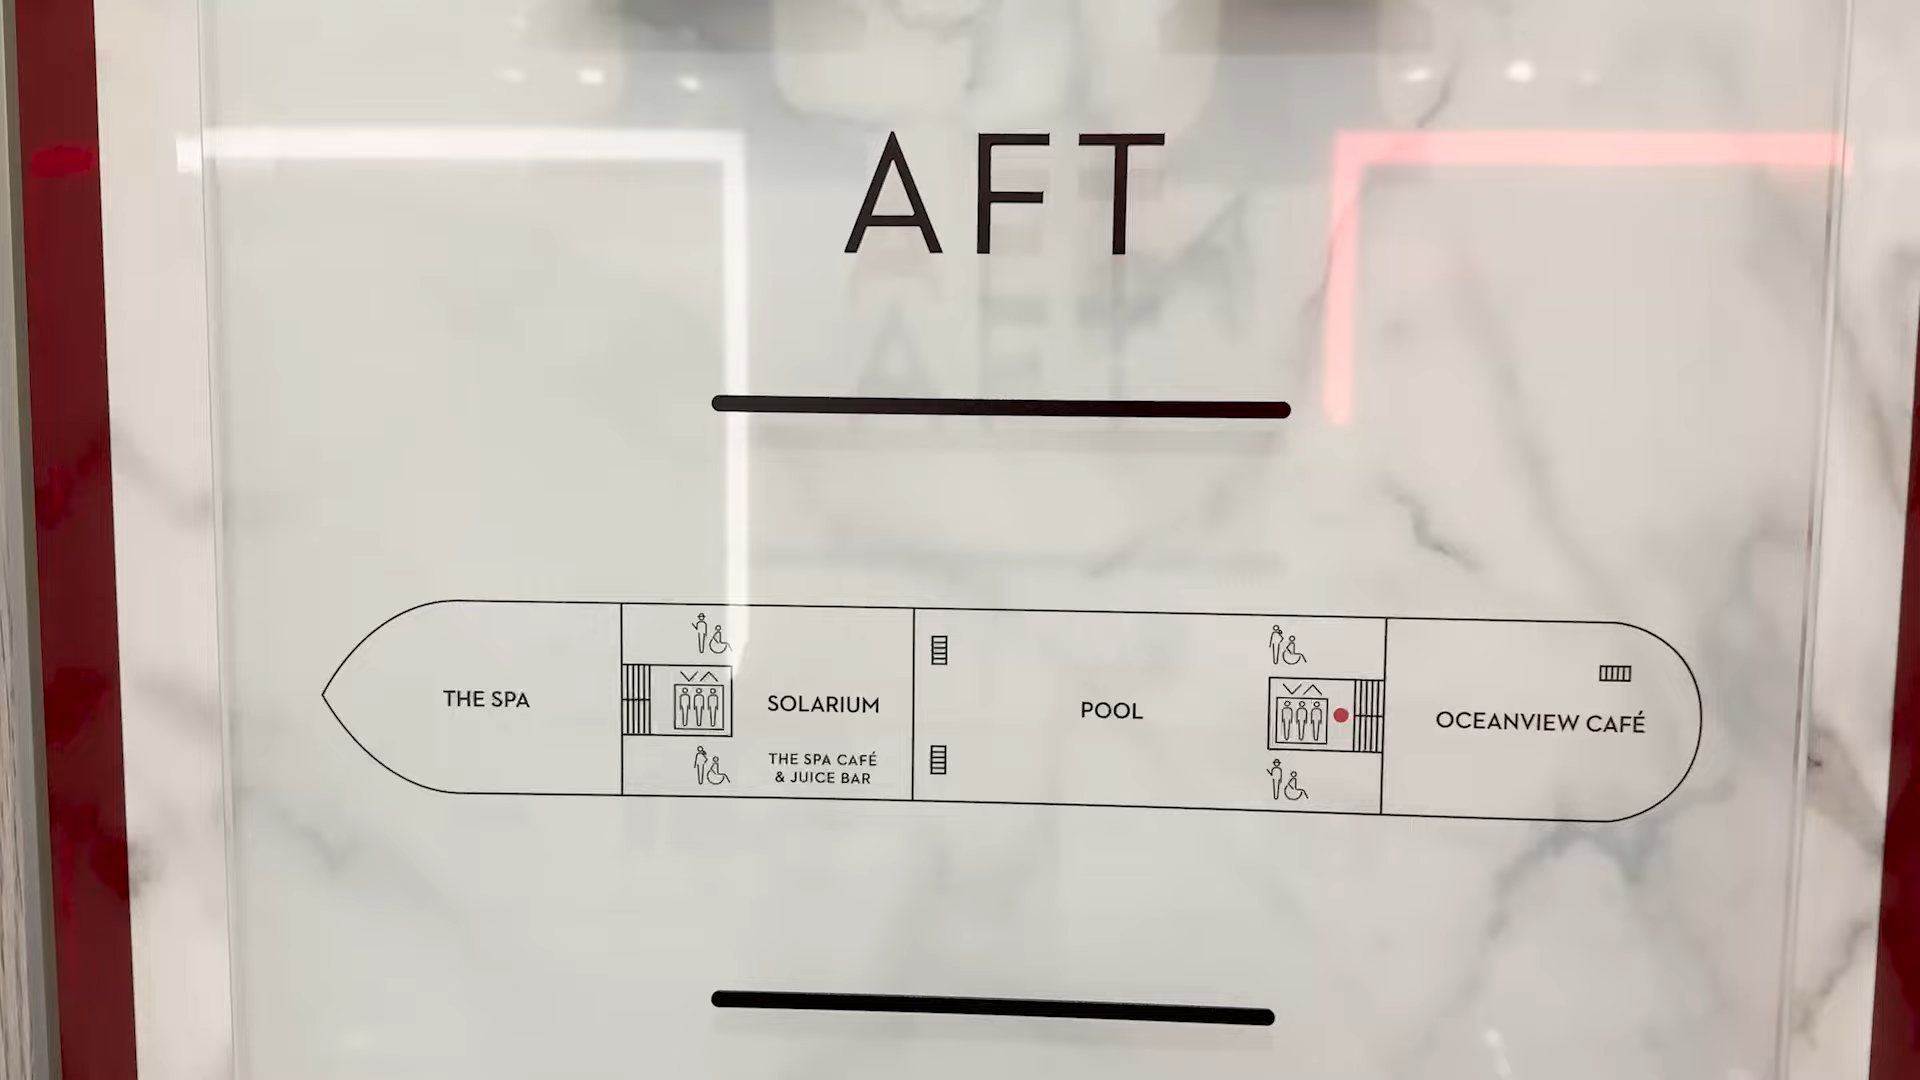 AFT
THE SPA
SOLARIUM
THE SPA CAFÉ
& JUICE BAR
POOL
OCEANVIEW CAFÉ